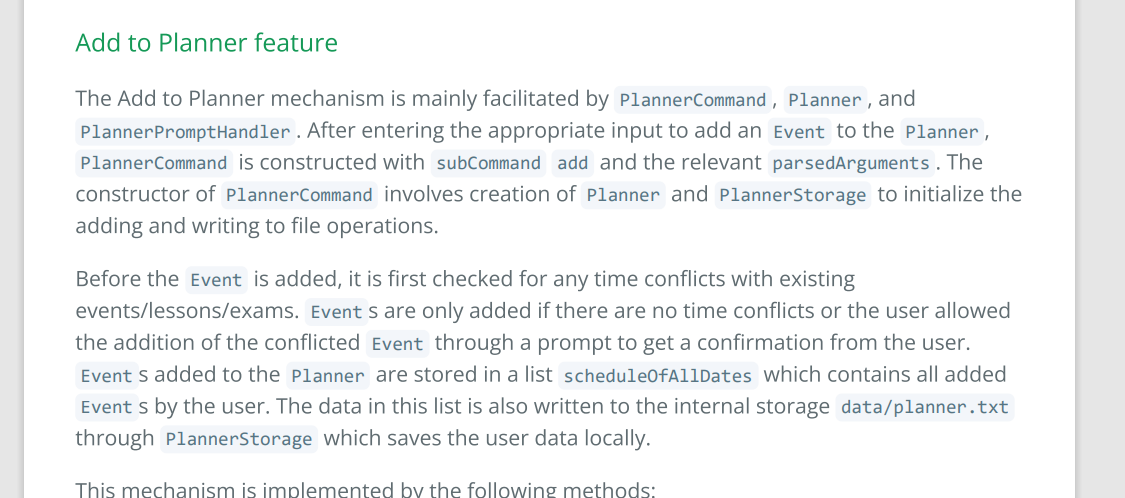 Add to Planner feature
The Add to Planner mechanism is mainly facilitated by PlannerCommand, Planner, and
PlannerPromptHandler. After entering the appropriate input to add an Event to the Planner,
PlannerCommand is constructed with subCommand add and the relevant parsedArguments. The
constructor of PlannerCommand involves creation of Planner and PlannerStorage to initialize the
adding and writing to file operations.
Before the Event is added, it is first checked for any time conflicts with existing
events/lessons/exams. Events are only added if there are no time conflicts or the user allowed
the addition of the conflicted Event through a prompt to get a confirmation from the user.
Events added to the Planner are stored in a list scheduleOfAllDates which contains all added
Events by the user. The data in this list is also written to the internal storage data/planner.txt
through PlannerStorage which saves the user data locally.
This mechanism is implemented by the following methods: